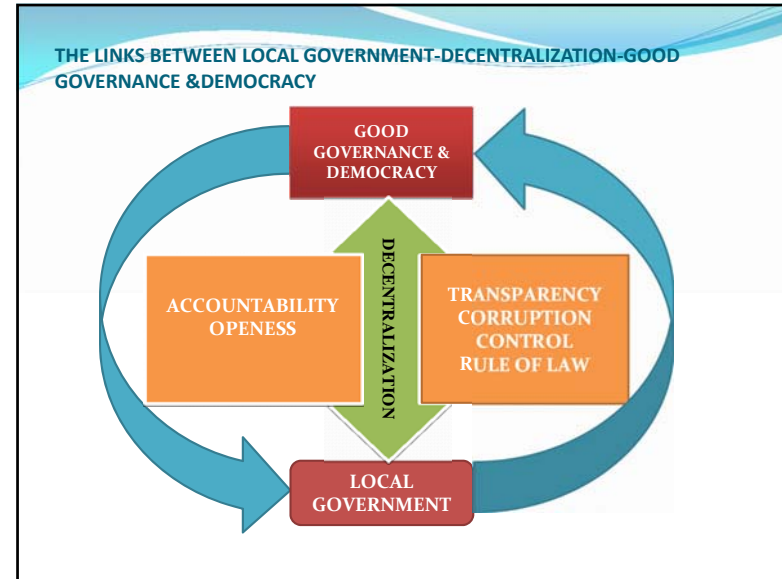 THE LINKS BETWEEN LOCAL GOVERNMENT-DECENTRALIZATION-GOOD
GOVERNANCE &DEMOCRACY
GOOD
GOVERNANCE &
DEMOCRACY
ACCOUNTABILITY
OPENESS
DECENTRALIZATION
TRANSPARENCY
CORRUPTION
CONTROL
RULE OF LAW
LOCAL
GOVERNMENT